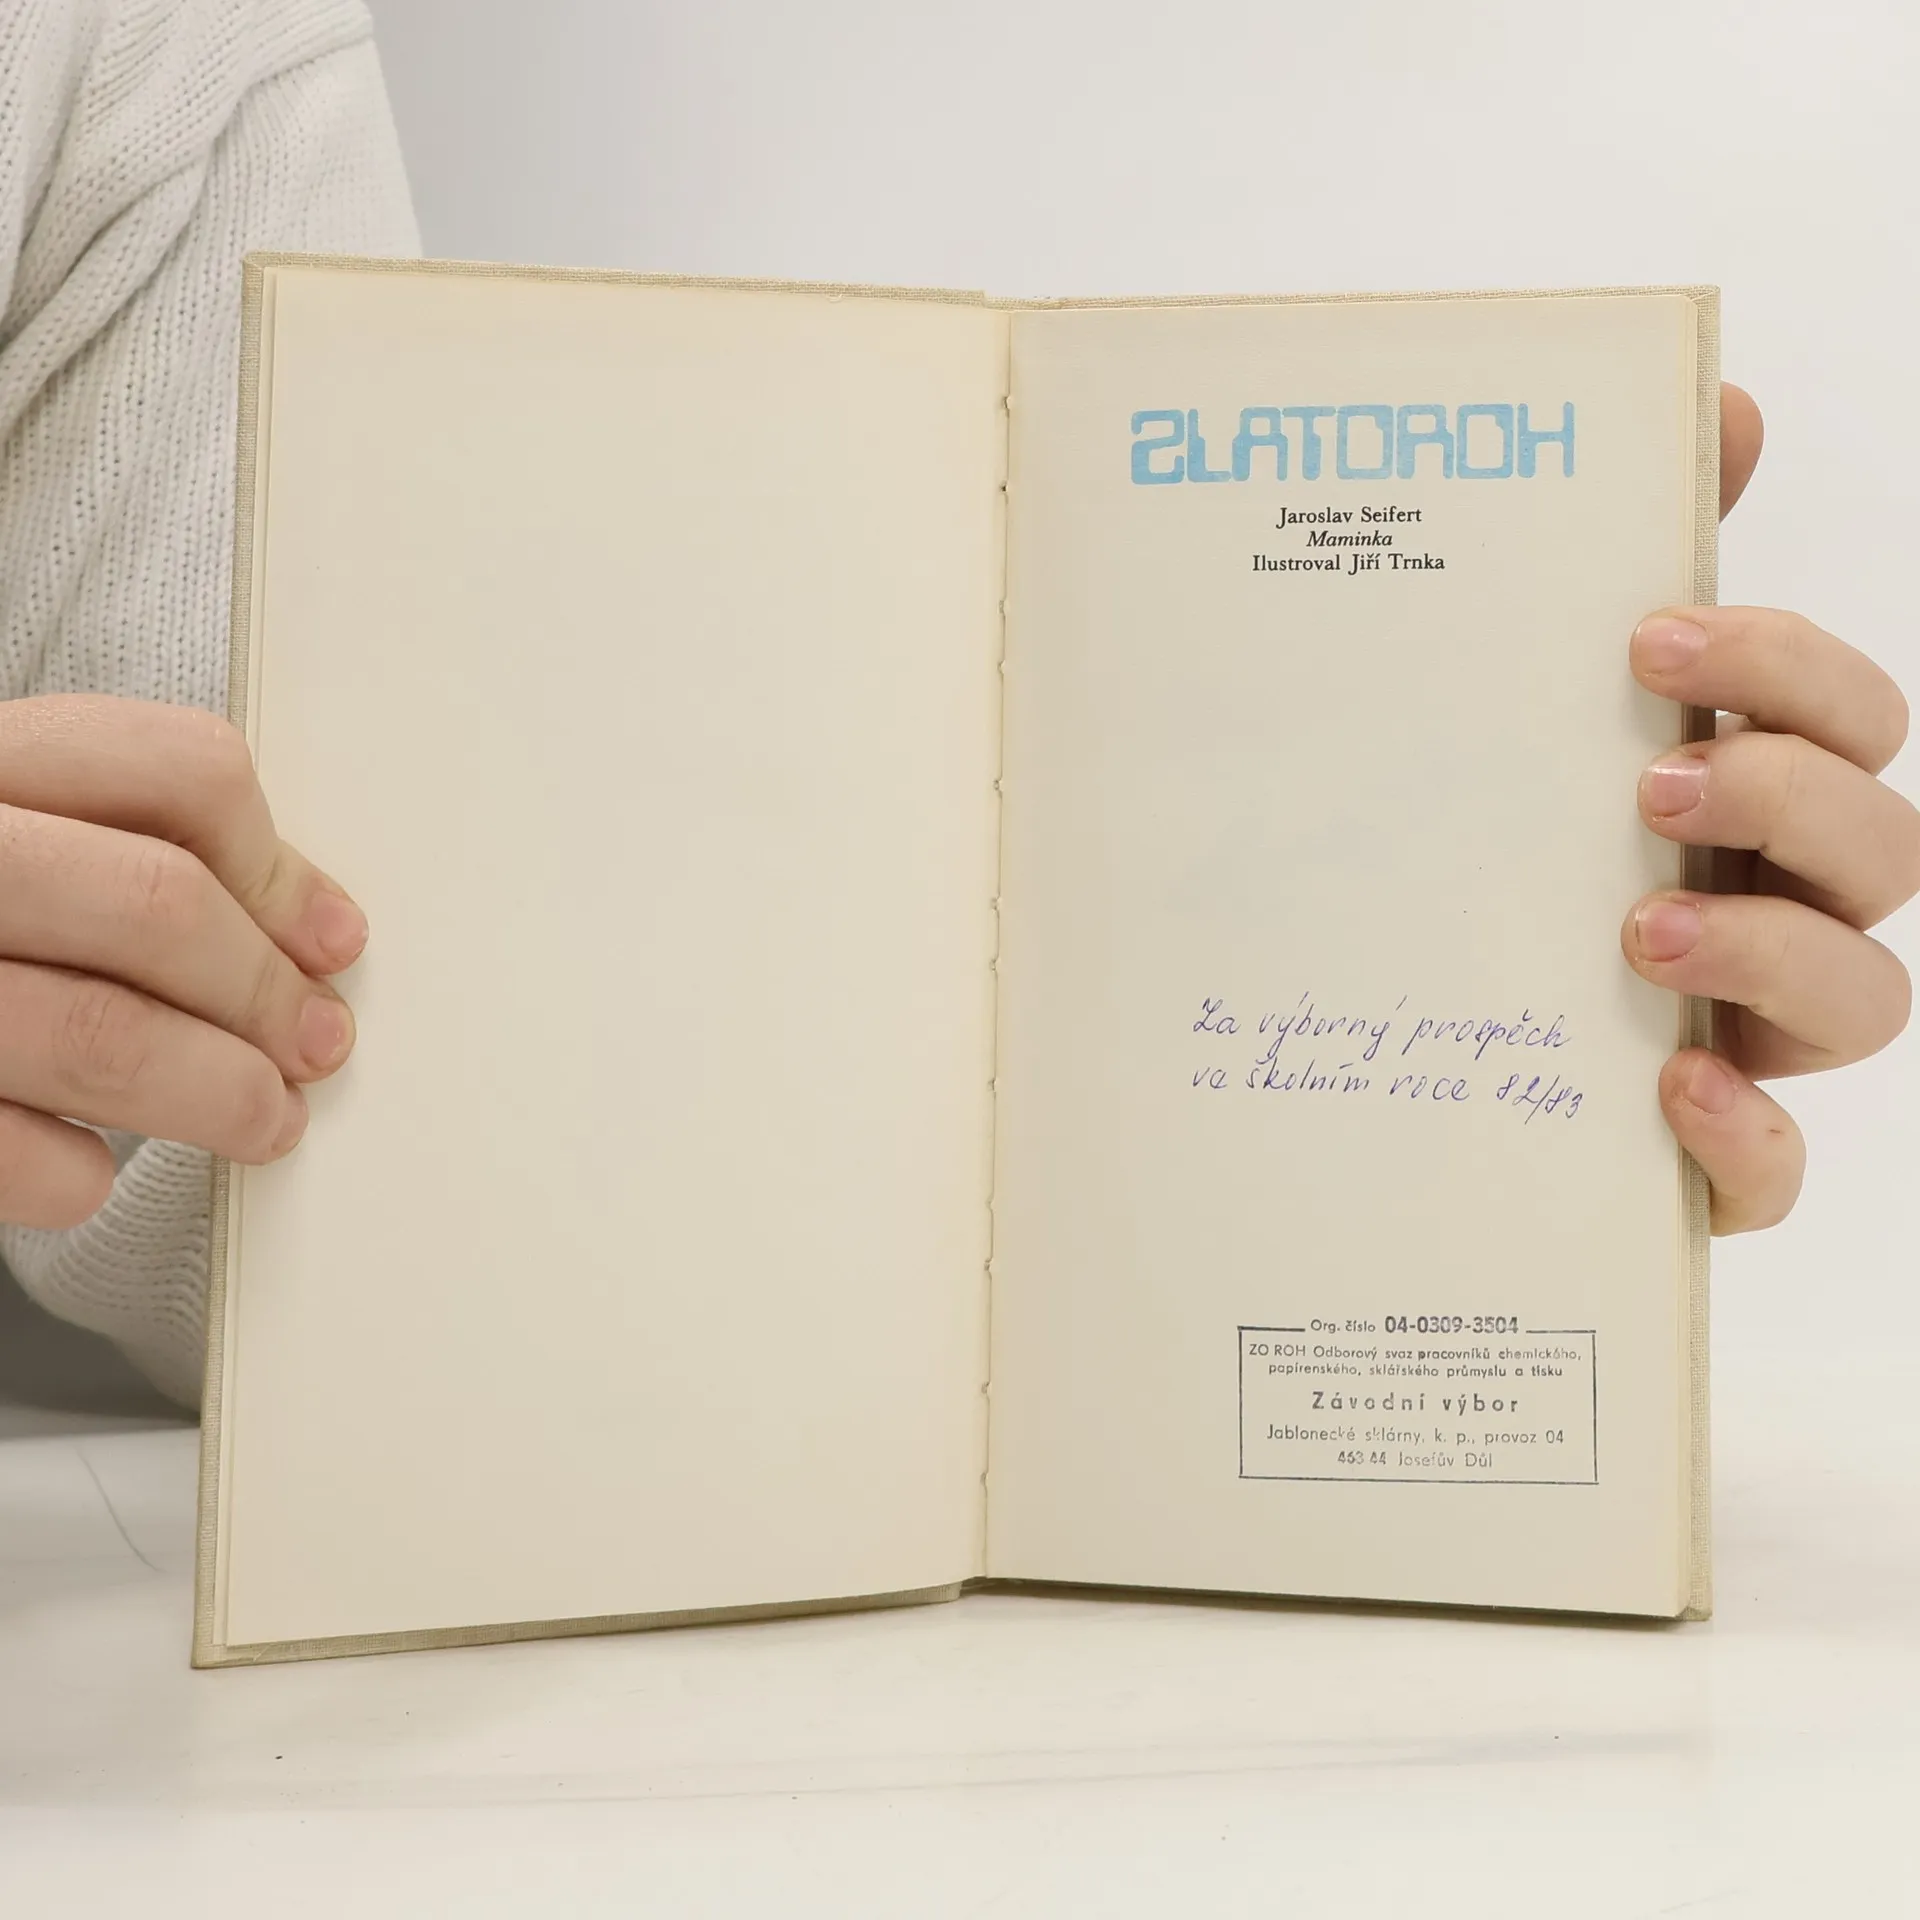 ZLATOROH
Jaroslav Seifert
Maminka
Ilustroval Jiří Trnka
Za výborný prospěch
ve školním roce 82/83
Org. číslo 04-0309-3504
ZO ROH Odborový svaz pracovníků chemického,
papírenského, sklářského průmyslu a tisku
Závodní výbor
Jablonecké sklárny, k. p., provoz 04
463 44 Josefův Důl